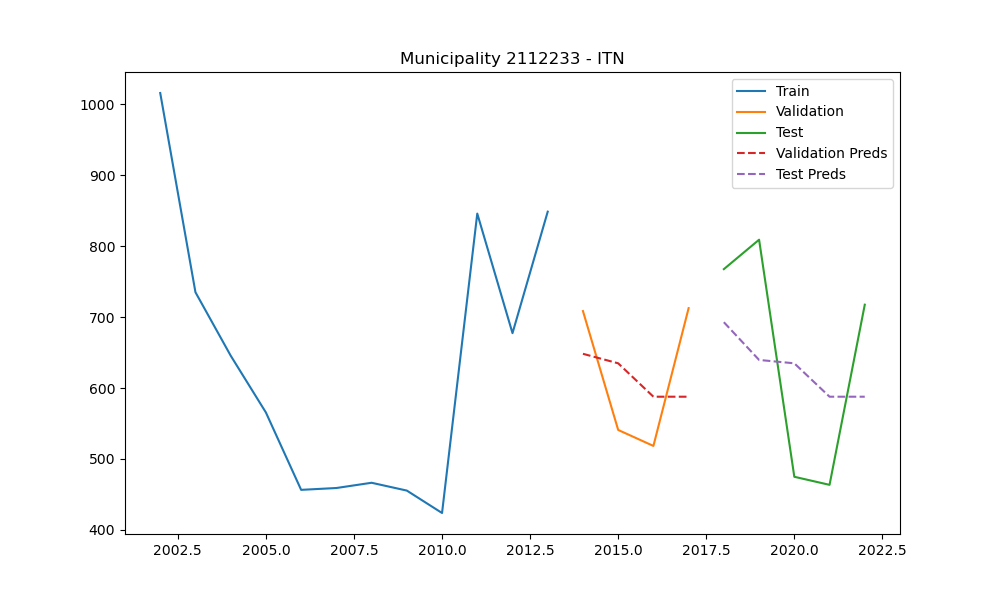 Municipality 2112233 - ITN
Train
Validation
Test
Validation Preds
Test Preds
1000
900
800
700
600
500
400
2002.5 2005.0 2007.5 2010.0 2012.5 2015.0 2017.5 2020.0 2022.5